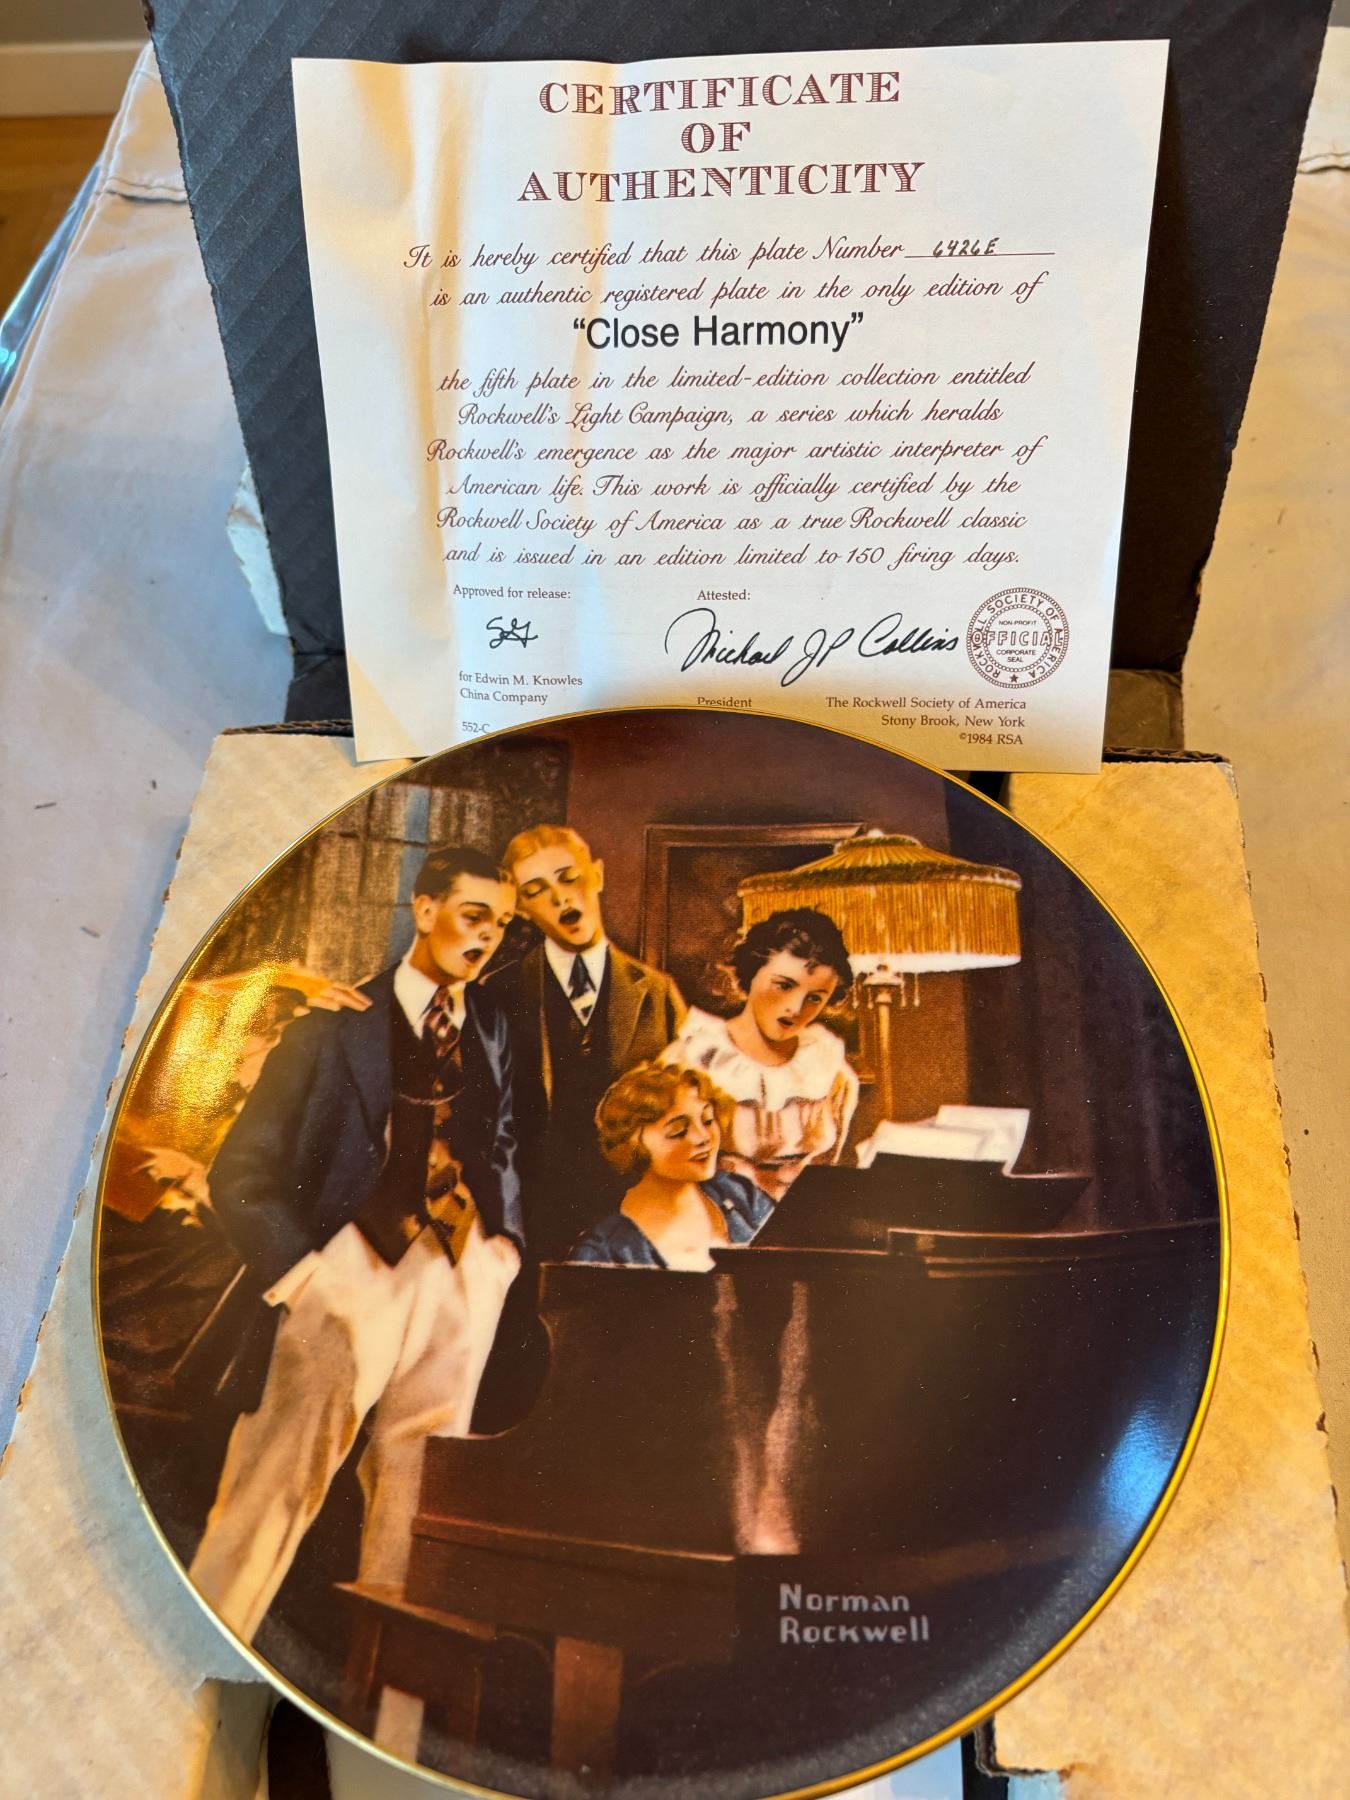 CERTIFICATE
OF
AUTHENTICITY
It is hereby certified that this plate Number 6426E
is an authentic registered plate in the only edition of
“Close Harmony”
the fifth plate in the limited-edition collection entitled
Rockwell's Light Campaign, a series which heralds
Rockwell's emergence as the major artistic interpreter of
American life. This work is officially certified by the
Rockwell Society of America as a true Rockwell classic
and is issued in an edition limited to 150 firing days.
Approved for release:
Attested:
Michael JP Collins
ROCKWELL SOCIETY OF AMERICA
NON-PROFIT
OFFICIAL
CORPORATE
SEAL
for Edwin M. Knowles
China Company
552-C
President
The Rockwell Society of America
Stony Brook, New York
©1984 RSA
Norman
Rockwell